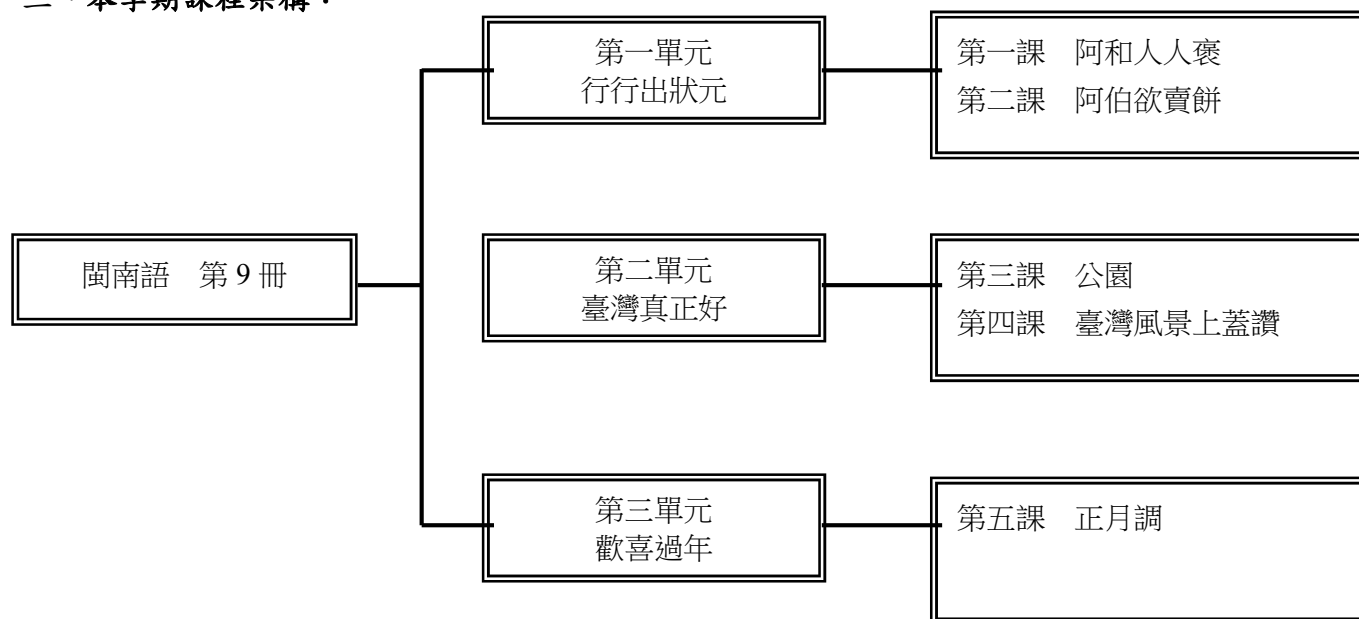 本學期課程架構：
閩南語 第 9 冊
第一單元
行行出狀元
第一課 阿和人人褒
第二課 阿伯欲賣餅
第二單元
臺灣真正好
第三課 公園
第四課 臺灣風景上蓋讚
第三單元
歡喜過年
第五課 正月調